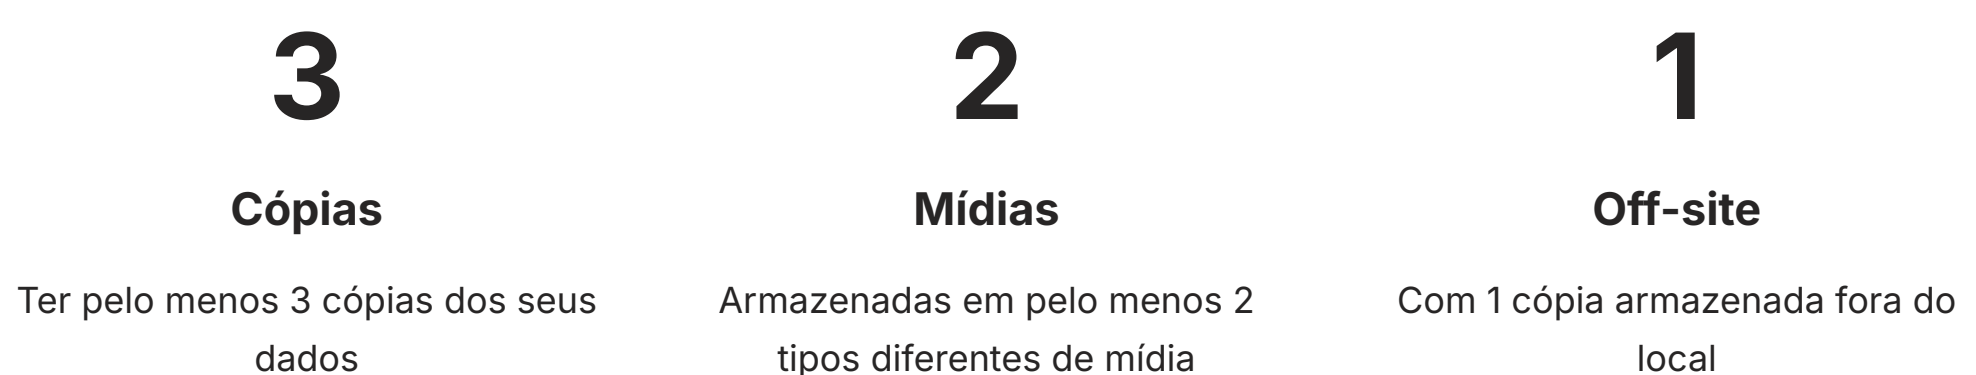 3
Cópias
Ter pelo menos 3 cópias dos seus
dados
2
Mídias
Armazenadas em pelo menos 2
tipos diferentes de mídia
1
Off-site
Com 1 cópia armazenada fora do
local